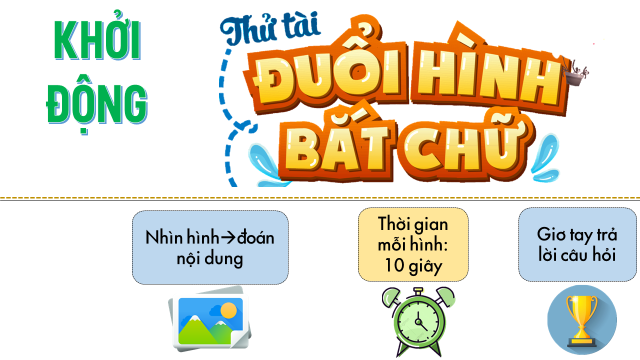 KHỞI
ĐỘNG
Thử tài
ĐUỔI HÌNH
BẮT CHỮ
Nhìn hình→đoán
nội dung
Thời gian
mỗi hình:
10 giây
Giơ tay trả
lời câu hỏi